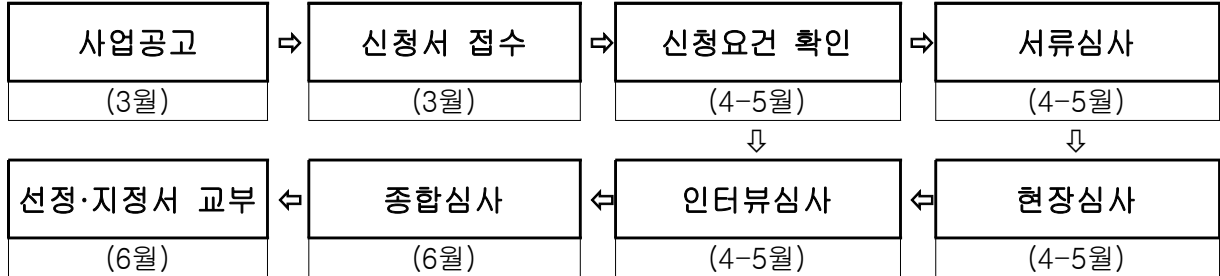 사업공고 ⇨ 신청서 접수 ⇨ 신청요건 확인 ⇨ 서류심사
(3월) (3월) (4-5월) (4-5월)
⇩ ⇩
선정·지정서 교부 ⇦ 종합심사 ⇦ 인터뷰심사 ⇦ 현장심사
(6월) (6월) (4-5월) (4-5월)